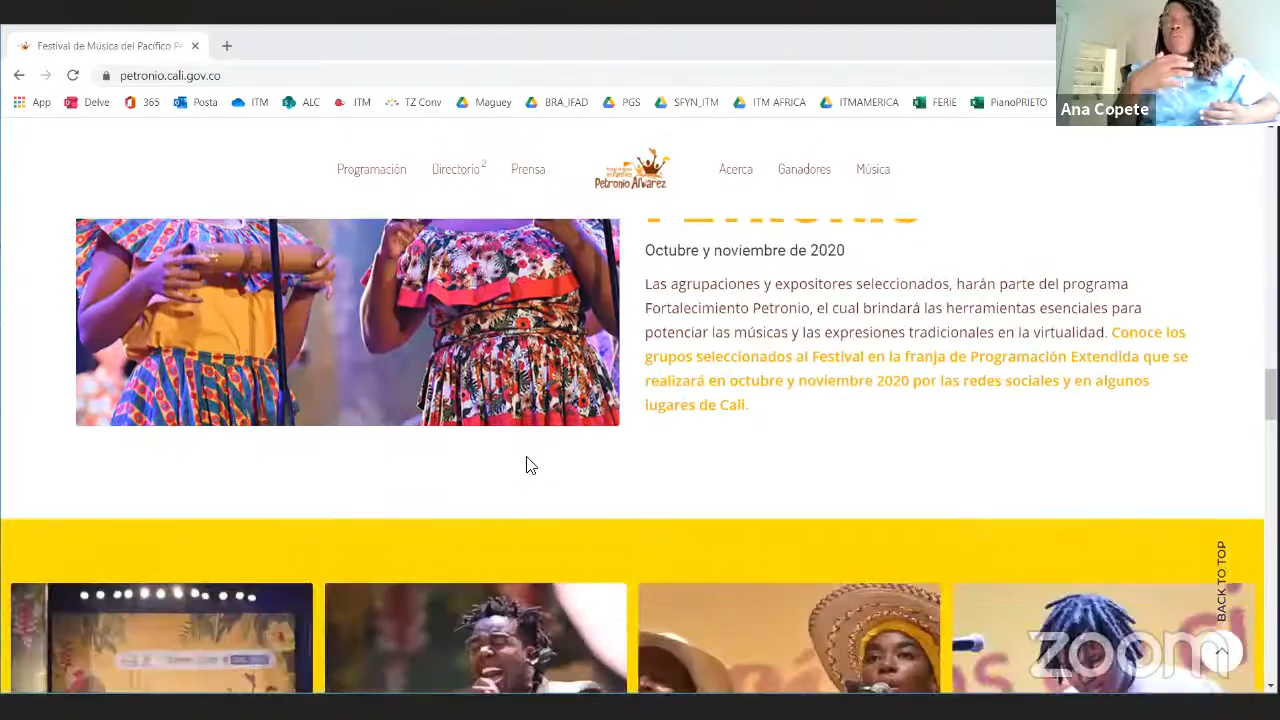 Festival de Música del Pacífico Pe
petronio.cali.gov.co
App
Delve
365
Posta
ITM
ALC
ITM
TZ Conv
Maguey
BRA_IFAD
PGS
SFYN_ITM
ITM AFRICA
ITMAMERICA
FERIE
PianoPRIETO
Ana Copete
Programación
Directorio 2
Prensa
Petronio Alvarez
Acerca
Ganadores
Música
PETRONIO
Octubre y noviembre de 2020
Las agrupaciones y expositores seleccionados, harán parte del programa
Fortalecimiento Petronio, el cual brindará las herramientas esenciales para
potenciar las músicas y las expresiones tradicionales en la virtualidad. Conoce los
grupos seleccionados al Festival en la franja de Programación Extendida que se
realizará en octubre y noviembre 2020 por las redes sociales y en algunos
lugares de Cali.
BACK TO TOP
zoom